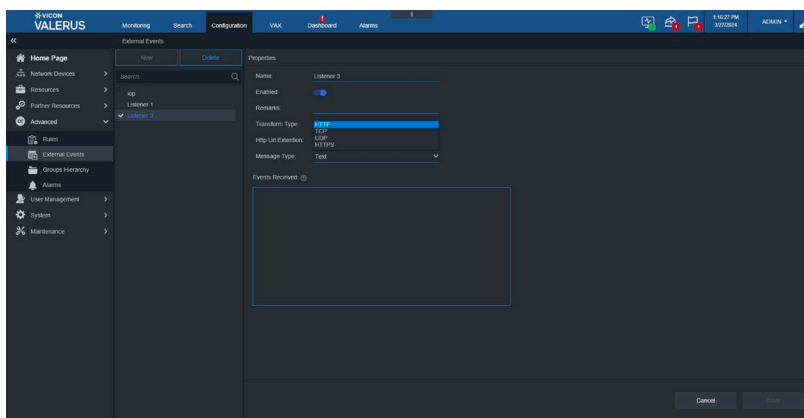 VICON
VALERUS
Monitoring
Search
Configuration
VAX
Dashboard
Alarms
1
1:16:27 PM
3/27/2024
ADMIN
External Events
Home Page
Network Devices
Resources
Partner Resources
Advanced
Rules
External Events
Groups Hierarchy
Alarms
User Management
System
Maintenance
New
Delete
Search...
iop
Listener 1
Listener 3
Properties
Name: Listener 3
Enabled:
Remarks:
Transform Type: HTTP
TCP
UDP
HTTPS
Http Url Extention:
Message Type: Text
Events Received
Cancel
Save